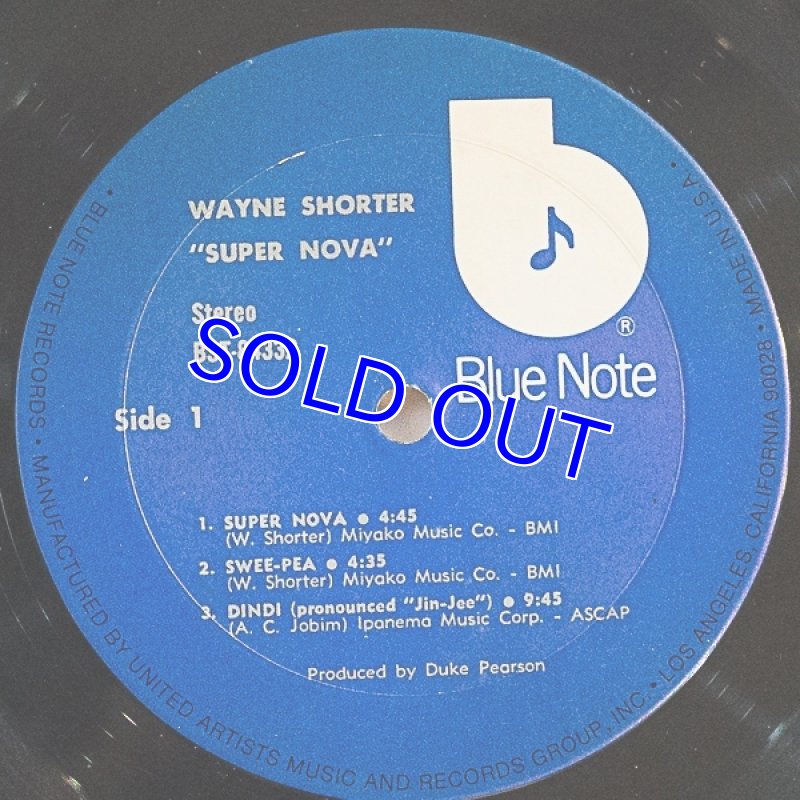 WAYNE SHORTER
"SUPER NOVA"
Stereo
Side 1
SOLD OUT
Blue Note
®
1. SUPER NOVA ● 4:45
(W. Shorter) Miyako Music Co. - BMI
2. SWEE-PEA ● 4:35
(W. Shorter) Miyako Music Co. - BMI
3. DINDI (pronounced "Jin-Jee") ● 9:45
(A. C. Jobim) Ipanema Music Corp. - ASCAP
Produced by Duke Pearson
• BLUE NOTE RECORDS • MANUFACTURED BY UNITED ARTISTS MUSIC AND RECORDS GROUP, INC. • LOS ANGELES, CALIFORNIA 90028 • MADE IN U.S.A. •